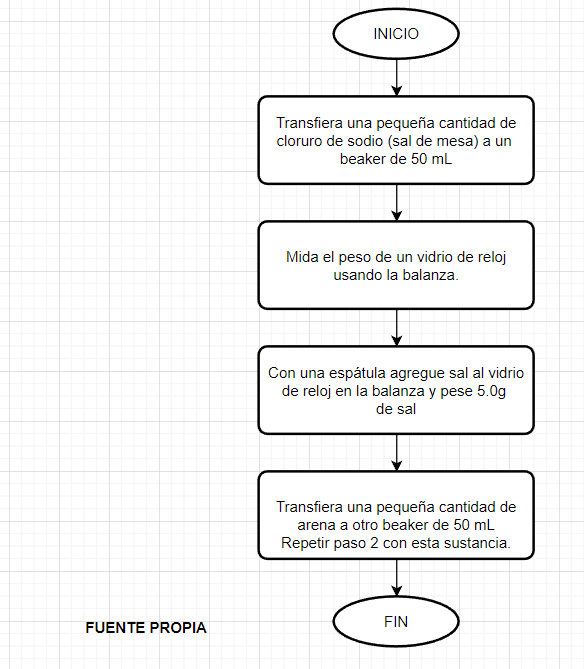 INICIO
Transfiera una pequeña cantidad de
cloruro de sodio (sal de mesa) a un
beaker de 50 mL
Mida el peso de un vidrio de reloj
usando la balanza.
Con una espátula agregue sal al vidrio
de reloj en la balanza y pese 5.0g
de sal
Transfiera una pequeña cantidad de
arena a otro beaker de 50 mL
Repetir paso 2 con esta sustancia.
FIN
FUENTE PROPIA